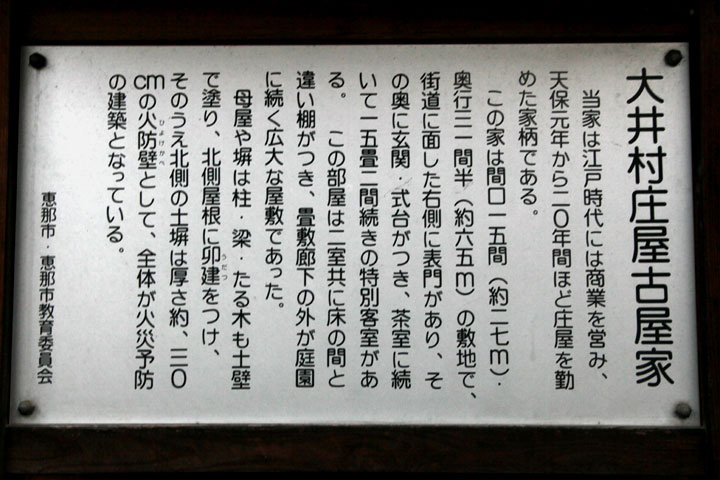 大井村庄屋古屋家
当家は江戸時代には商業を営み、
天保元年から二〇年間ほど庄屋を勤
めた家柄である。
この家は間口一五間（約二七ｍ）・
奥行三一間半（約六五ｍ）の敷地で、
街道に面した右側に表門があり、そ
の奥に玄関・式台がつき、茶室に続
いて一五畳二間続きの特別客室があ
る。　この部屋は二室共に床の間と
違い棚がつき、畳敷廊下の外が庭園
に続く広大な屋敷であった。
母屋や塀は柱・梁・たる木も土壁
で塗り、北側屋根に卯建をつけ、
うだつ
そのうえ北側の土塀は厚さ約、三〇
cmの火防壁として、全体が火災予防
ひよけかべ
の建築となっている。
恵那市・恵那市教育委員会